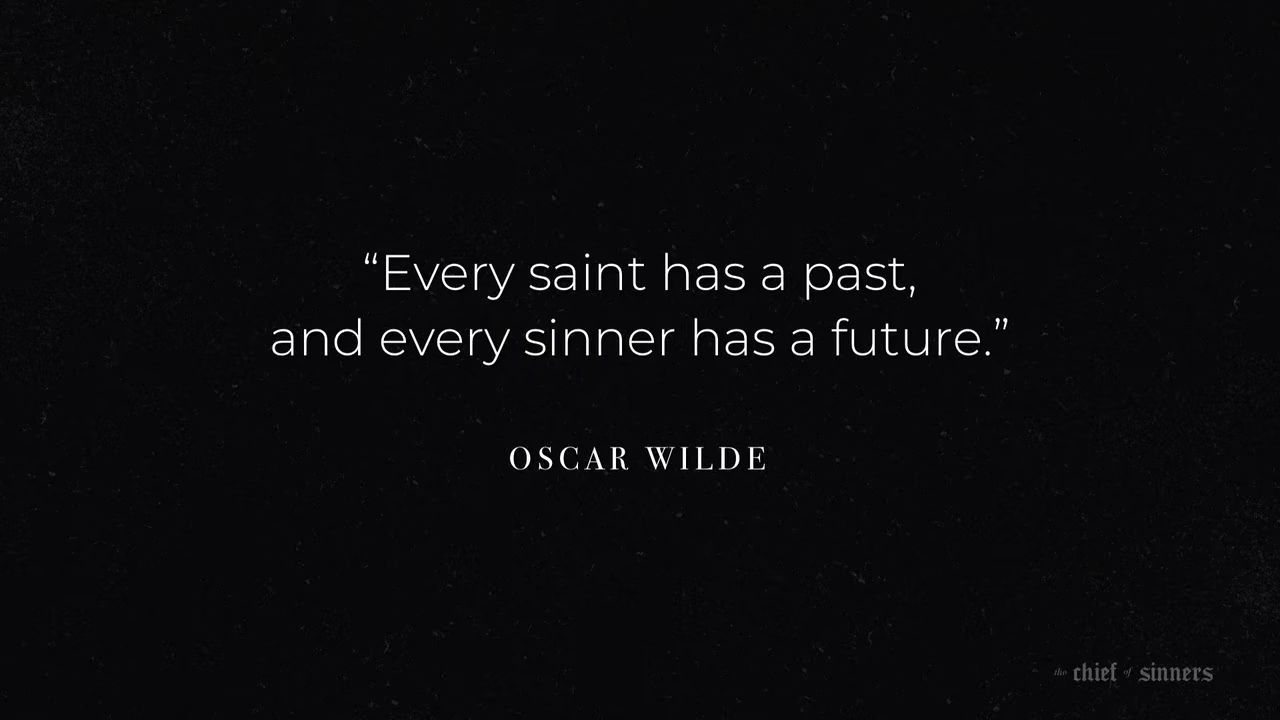 “Every saint has a past,
and every sinner has a future.”
OSCAR WILDE
the chief of sinners